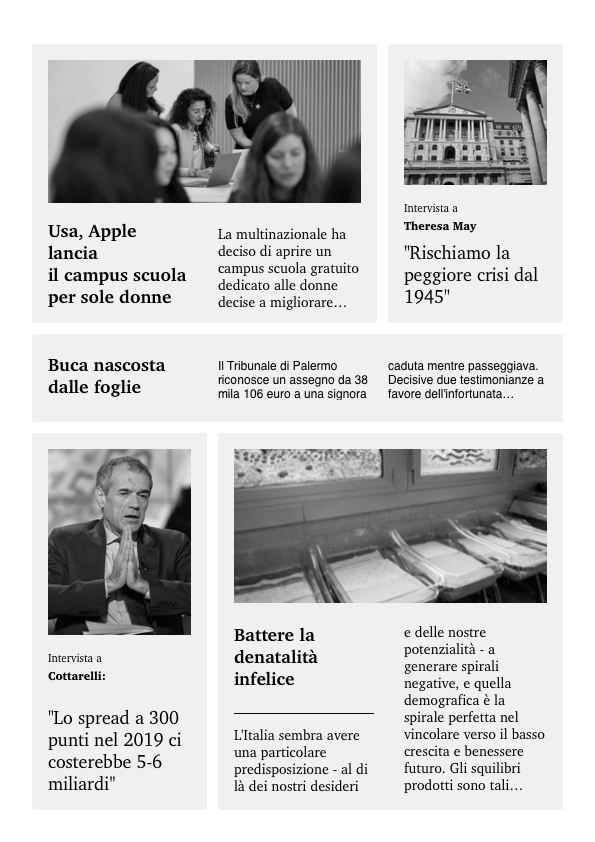 Usa, Apple
lancia
il campus scuola
per sole donne
La multinazionale ha
deciso di aprire un
campus scuola gratuito
dedicato alle donne
decise a migliorare…
Intervista a
Theresa May
"Rischiamo la
peggiore crisi dal
1945"
Buca nascosta
dalle foglie
Il Tribunale di Palermo
riconosce un assegno da 38
mila 106 euro a una signora
caduta mentre passeggiava.
Decisive due testimonianze a
favore dell'infortunata…
Intervista a
Cottarelli:
"Lo spread a 300
punti nel 2019 ci
costerebbe 5-6
miliardi"
Battere la
denatalità
infelice
L'Italia sembra avere
una particolare
predisposizione - al di
là dei nostri desideri
e delle nostre
potenzialità - a
generare spirali
negative, e quella
demografica è la
spirale perfetta nel
vincolare verso il basso
crescita e benessere
futuro. Gli squilibri
prodotti sono tali…